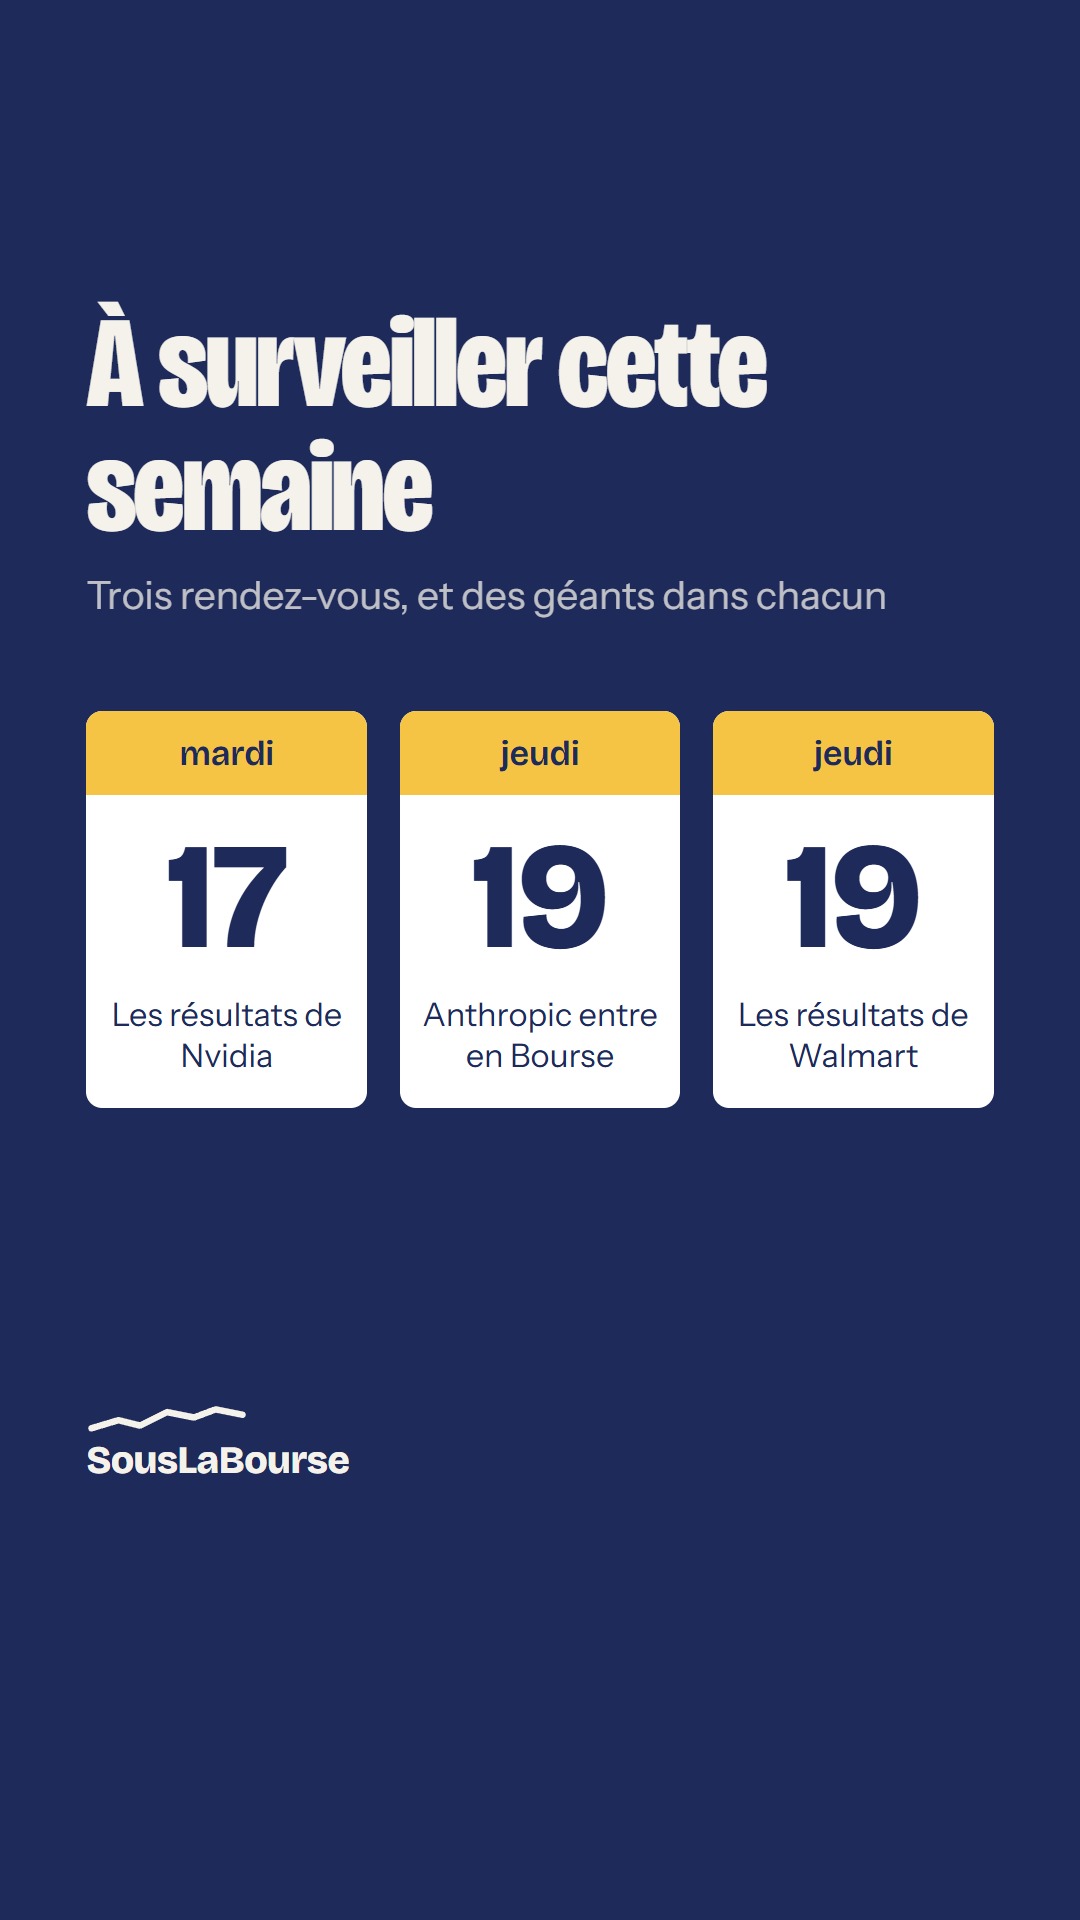 À surveiller cette
semaine
Trois rendez-vous, et des géants dans chacun
mardi
17
Les résultats de
Nvidia
jeudi
19
Anthropic entre
en Bourse
jeudi
19
Les résultats de
Walmart
SousLaBourse